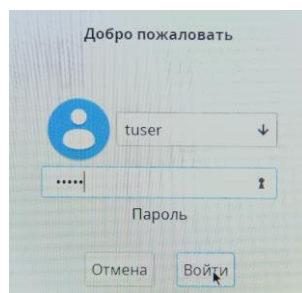 Добро пожаловать
tuser
•••••
Пароль
Отмена Войти